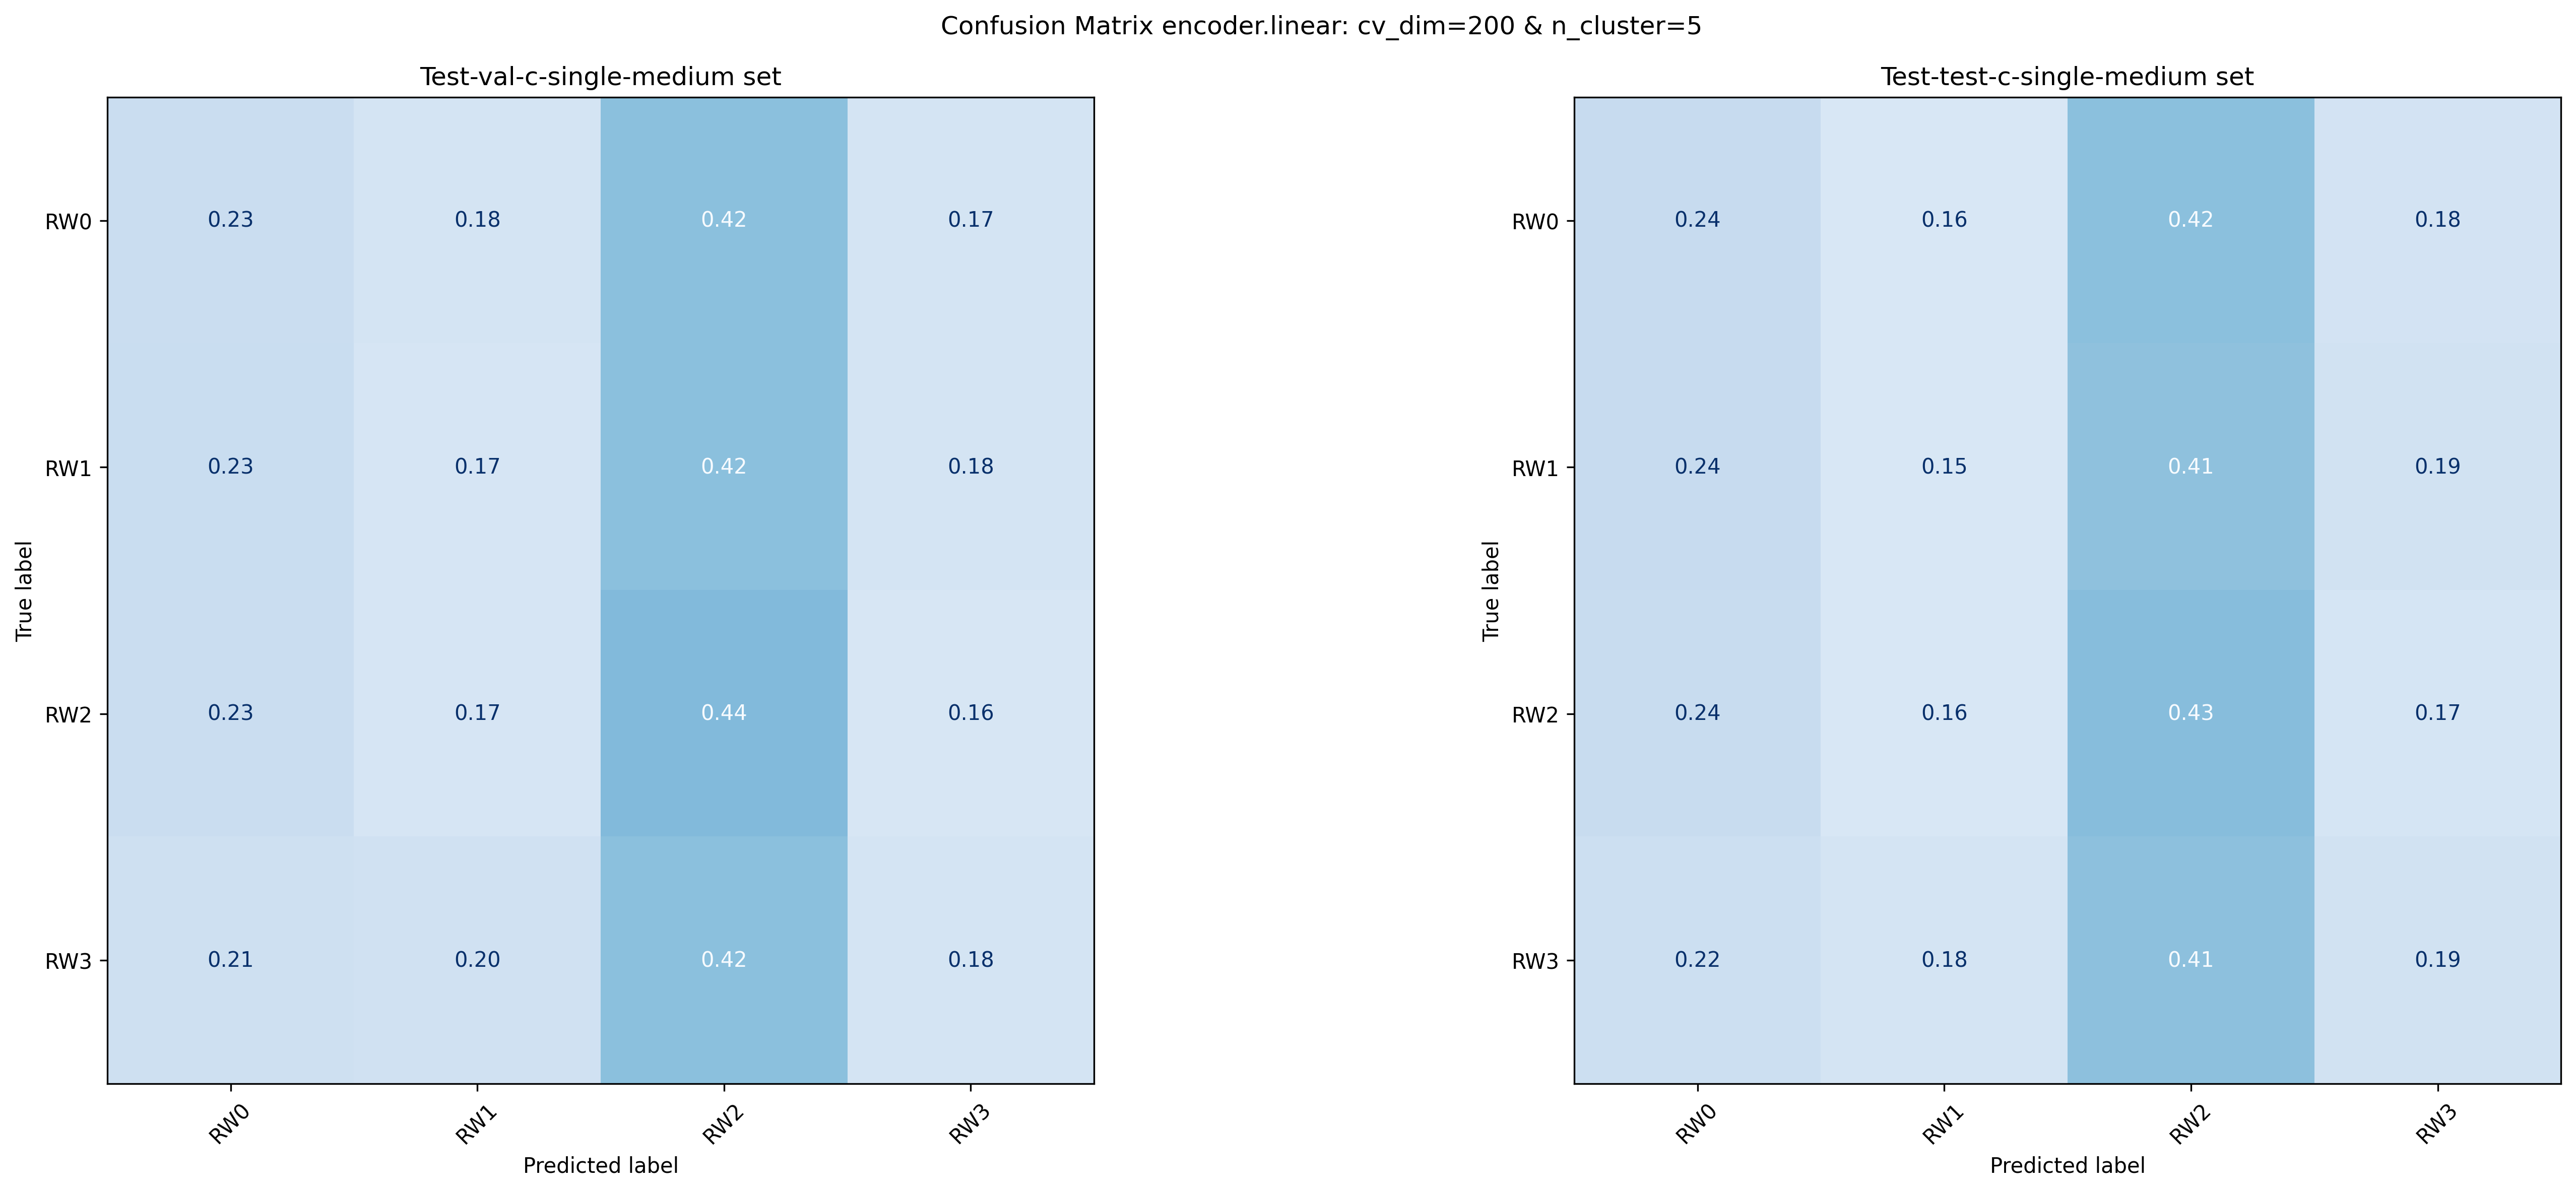 Confusion Matrix encoder.linear: cv_dim=200 & n_cluster=5
Test-val-c-single-medium set
True label
RW0 0.23 0.18 0.42 0.17
RW1 0.23 0.17 0.42 0.18
RW2 0.23 0.17 0.44 0.16
RW3 0.21 0.20 0.42 0.18
RW0 RW1 RW2 RW3
Predicted label
Test-test-c-single-medium set
True label
RW0 0.24 0.16 0.42 0.18
RW1 0.24 0.15 0.41 0.19
RW2 0.24 0.16 0.43 0.17
RW3 0.22 0.18 0.41 0.19
RW0 RW1 RW2 RW3
Predicted label